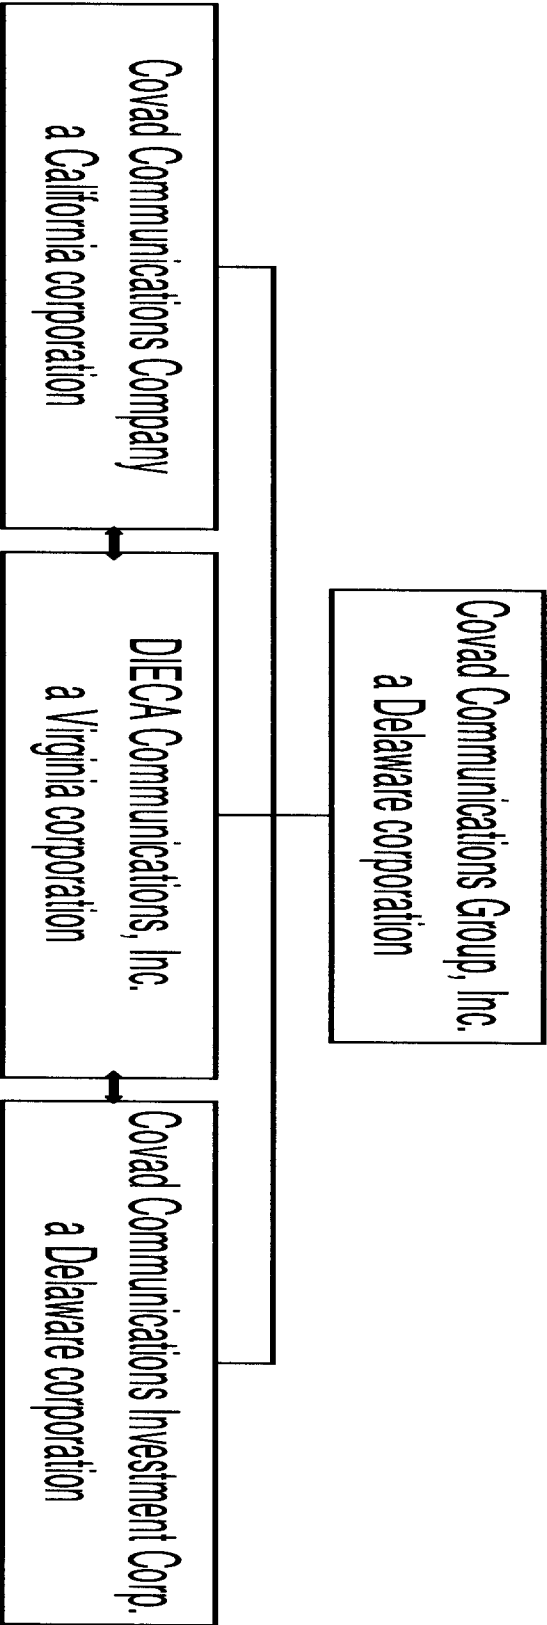 Covad Communications Group, Inc.
a Delaware corporation
Covad Communications Company
a California corporation
DIECA Communications, Inc.
a Virginia corporation
Covad Communications Investment Corp.
a Delaware corporation